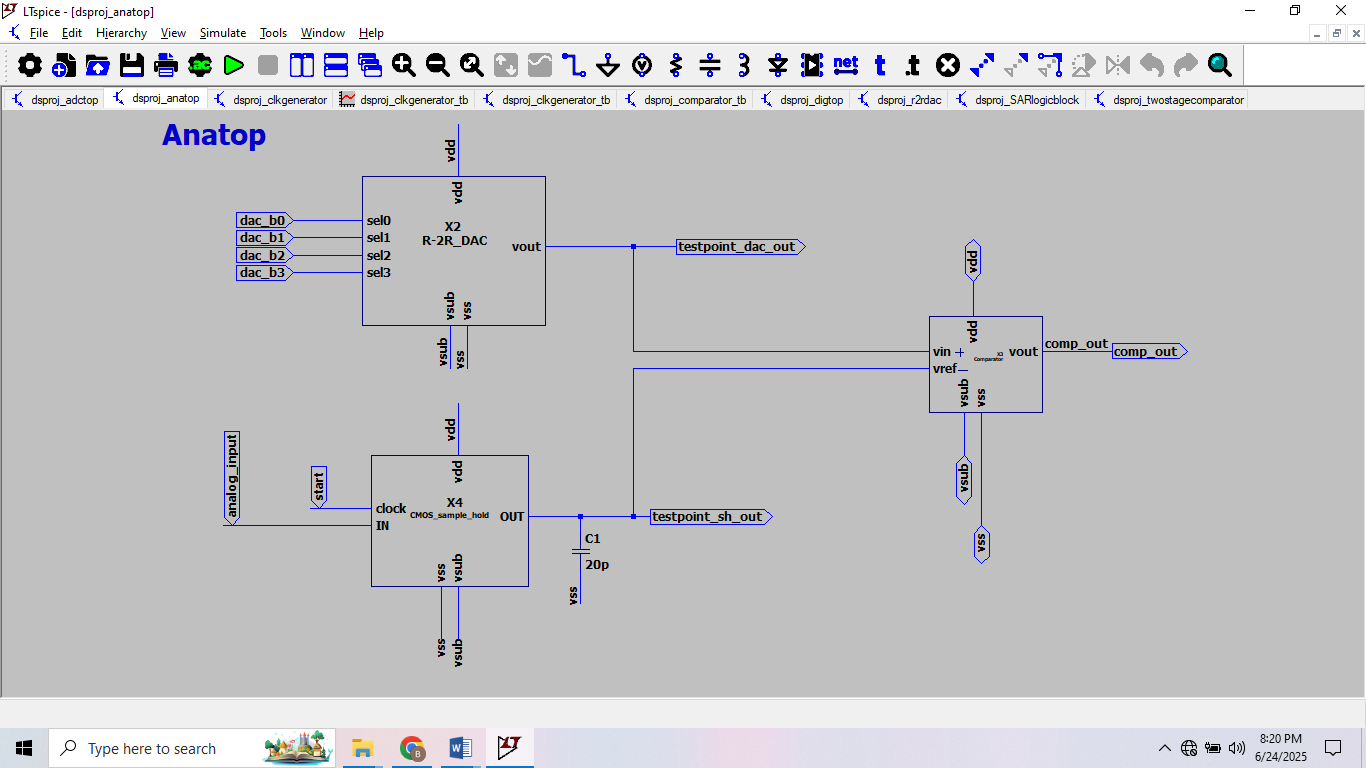 LTspice - [dsproj_anatop]
File Edit Hierarchy View Simulate Tools Window Help
.ac
net t .t
dsproj_adctop dsproj_anatop dsproj_clkgenerator dsproj_clkgenerator_tb dsproj_clkgenerator_tb dsproj_comparator_tb dsproj_digtop dsproj_r2rdac dsproj_SARlogicblock dsproj_twostagecomparator
Anatop
vdd
vdd
dac_b0
dac_b1
dac_b2
dac_b3
sel0
sel1
sel2
sel3
X2
R-2R_DAC
vout
testpoint_dac_out
vsub
vss
vsub
vss
vdd
vdd
vin +
vref –
X3
Comparator
vout
comp_out
comp_out
vsub
vss
vsub
vss
vdd
vdd
analog_input
start
clock
IN
X4
CMOS_sample_hold
OUT
testpoint_sh_out
C1
20p
vss
vss
vsub
vss
vsub
Type here to search
B
W
8:20 PM
6/24/2025